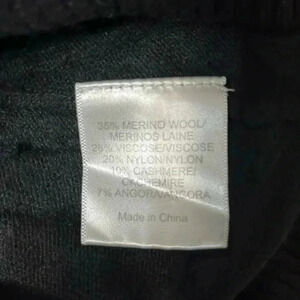 35% MERINO WOOL/
MERINOS LAINE
28% VISCOSE/VISCOSE
20% NYLON/NYLON
10% CASHMERE/
CACHEMIRE
7% ANGORA/ANGORA
Made in China